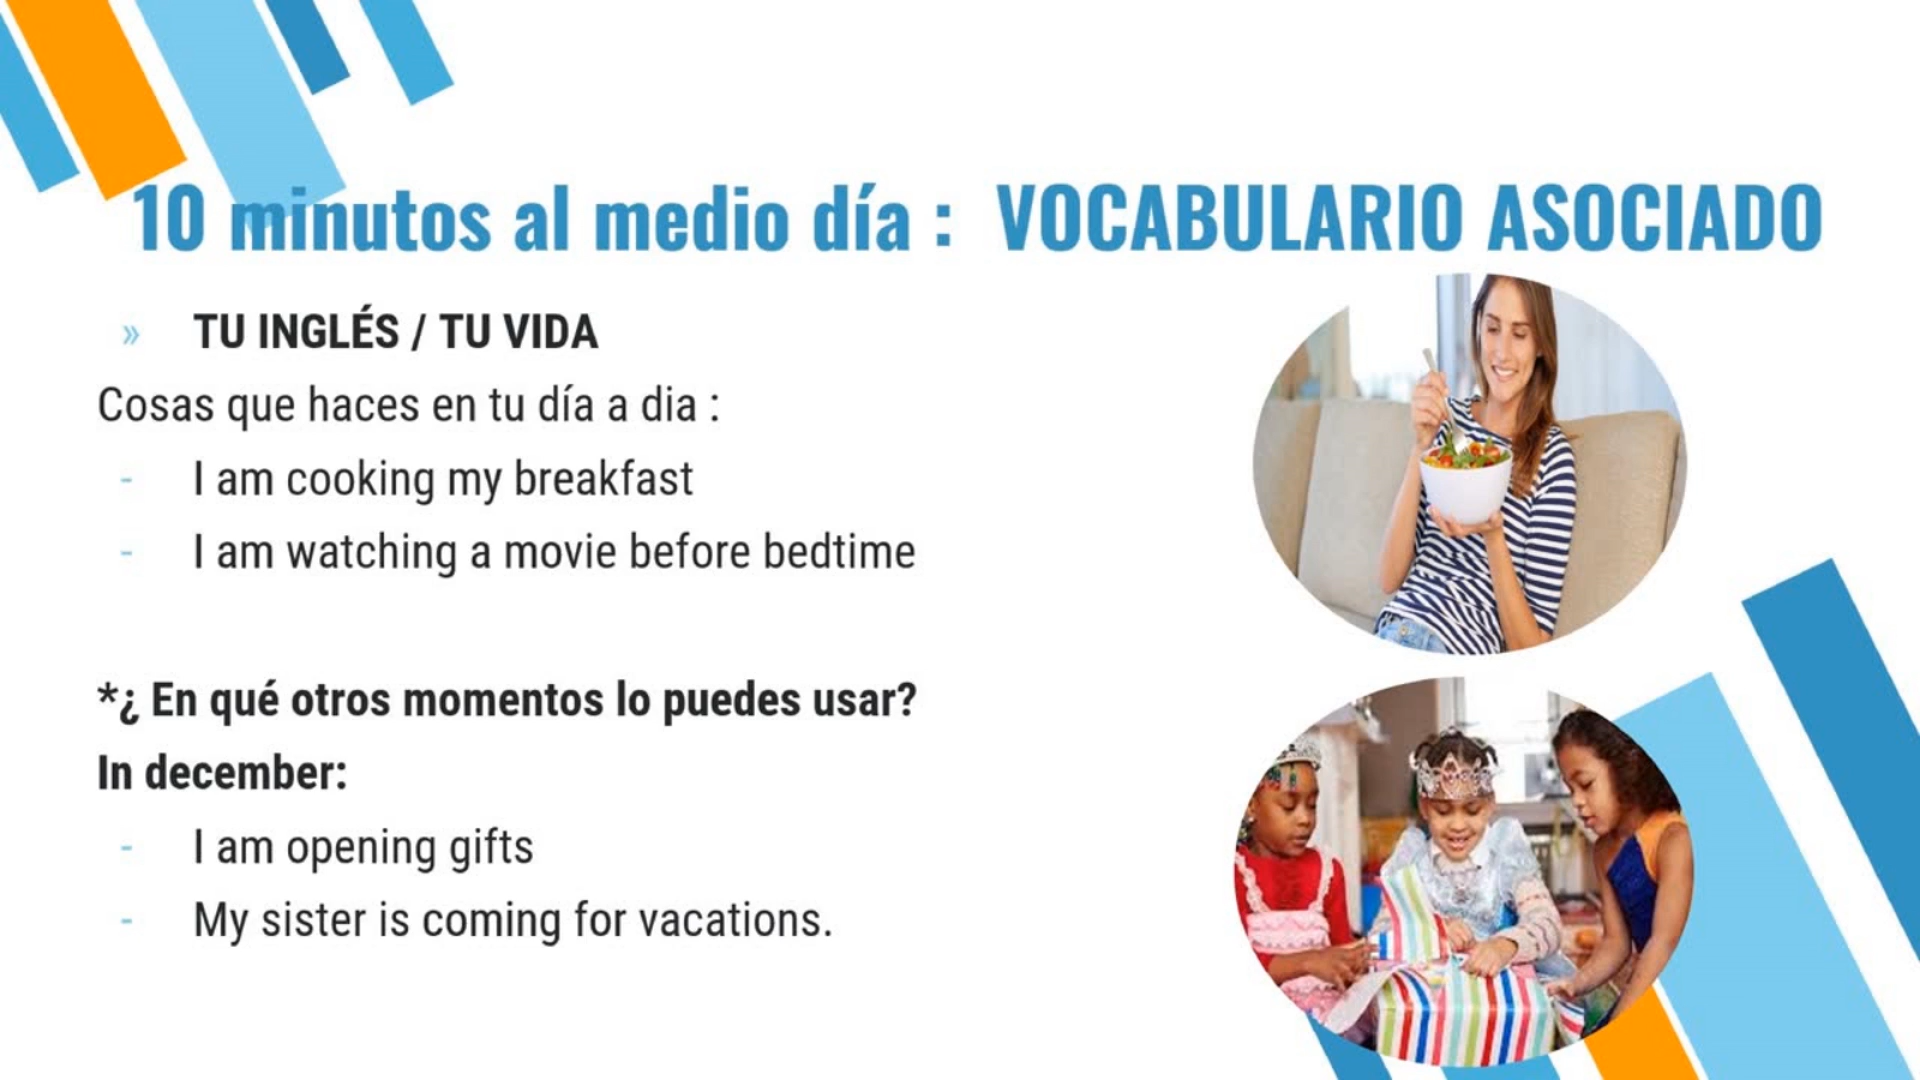 10 minutos al medio día : VOCABULARIO ASOCIADO
» TU INGLÉS / TU VIDA
Cosas que haces en tu día a dia :
- I am cooking my breakfast
- I am watching a movie before bedtime
*¿ En qué otros momentos lo puedes usar?
In december:
- I am opening gifts
- My sister is coming for vacations.